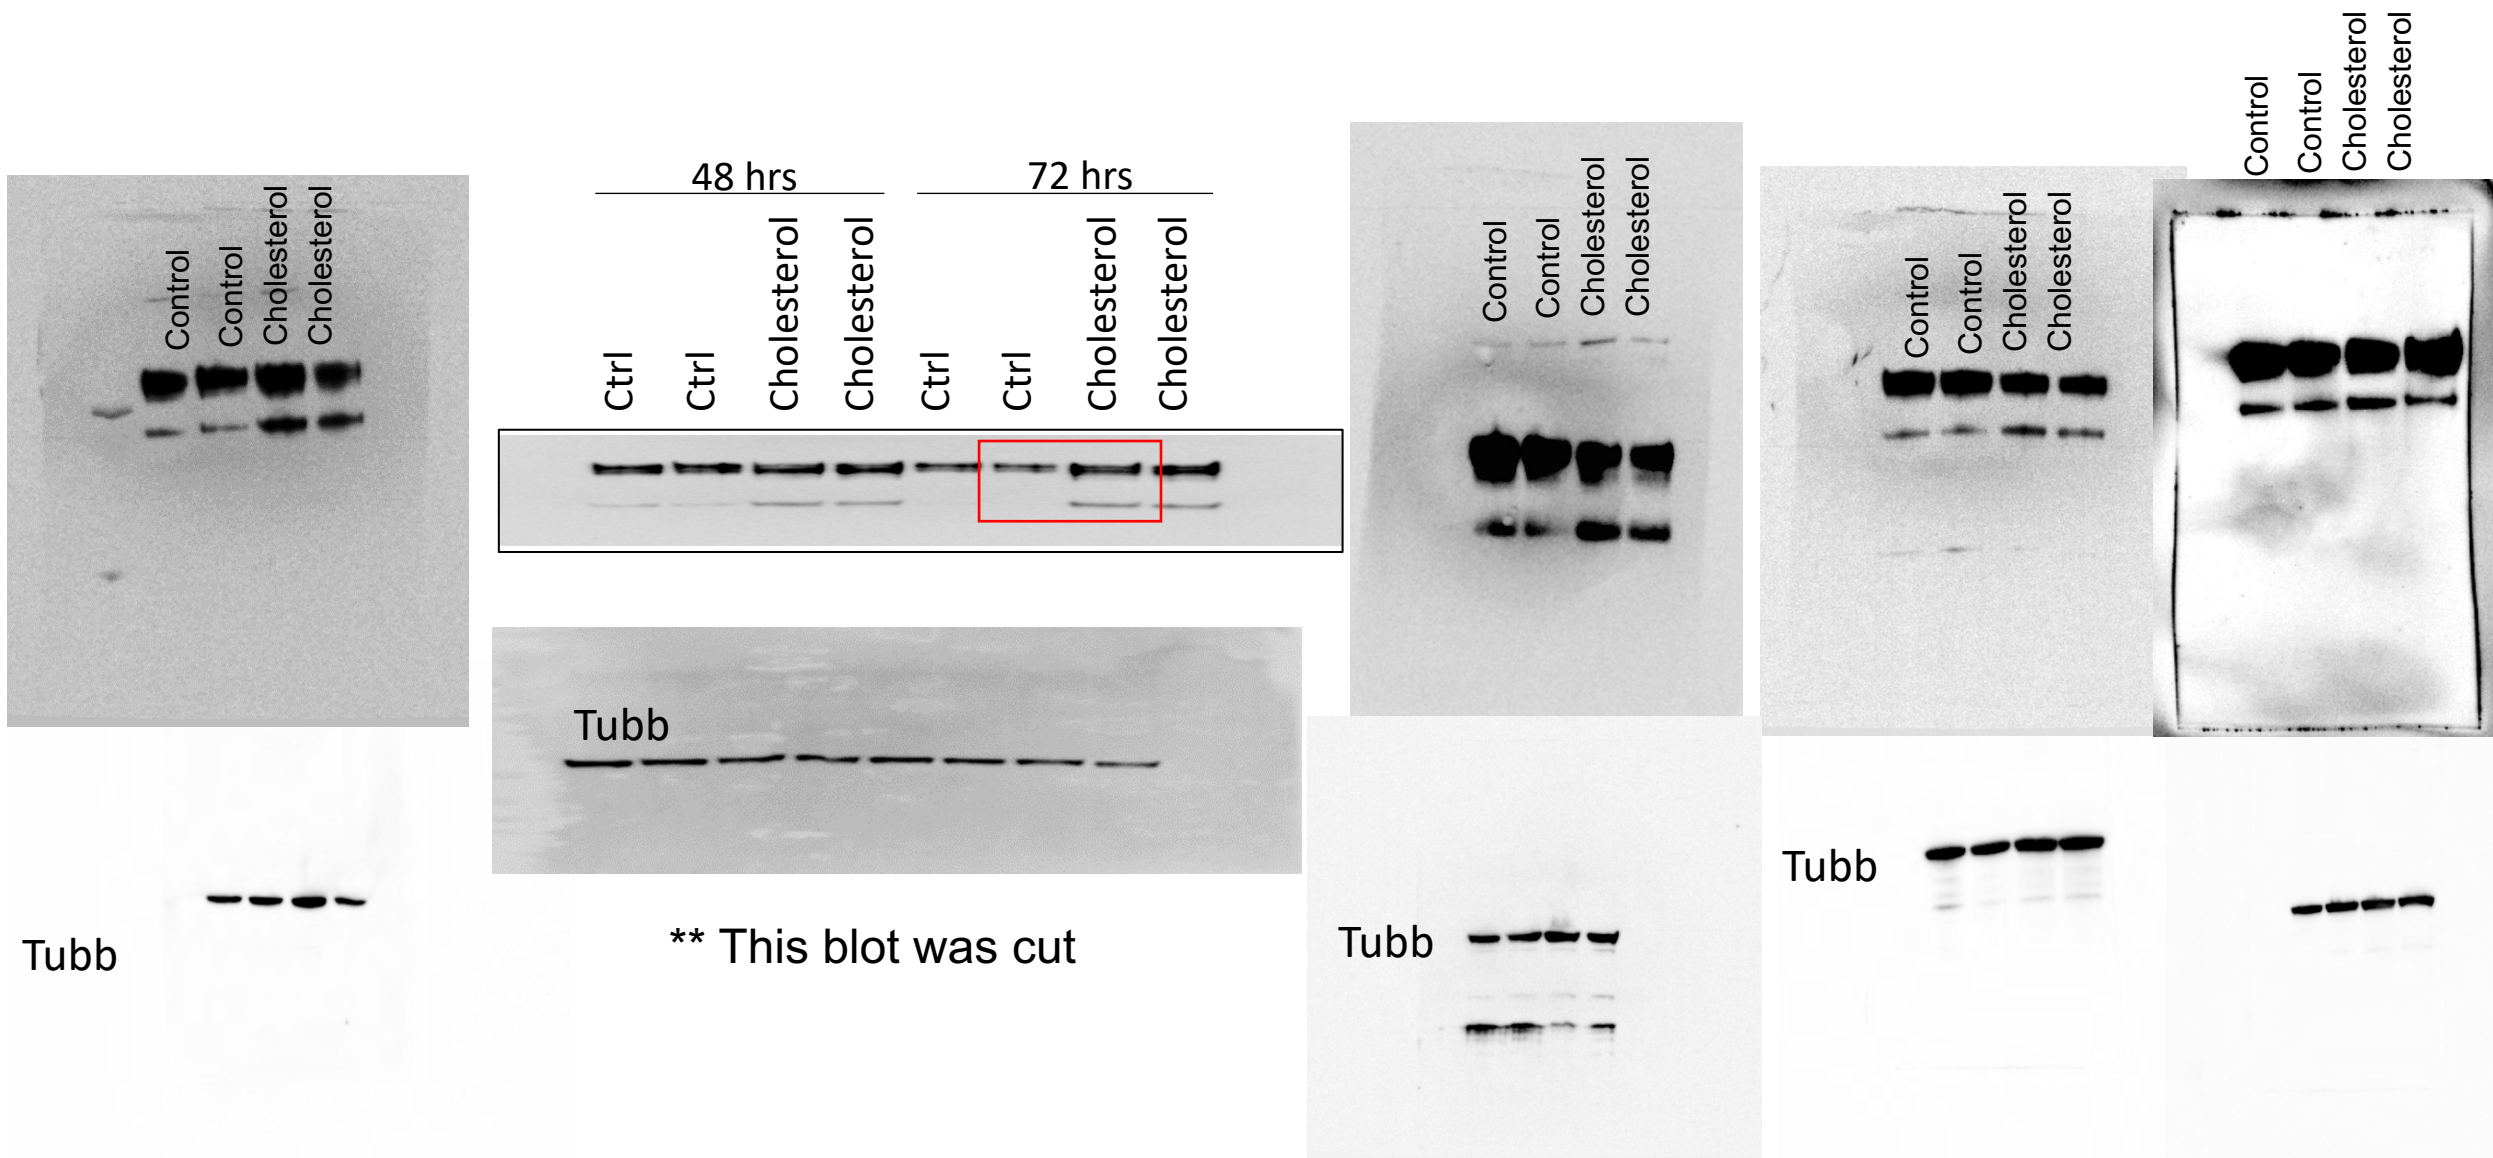 Control
Control
Cholesterol
Cholesterol
Tubb
48 hrs
72 hrs
Ctrl
Ctrl
Cholesterol
Cholesterol
Ctrl
Ctrl
Cholesterol
Cholesterol
Tubb
** This blot was cut
Control
Control
Cholesterol
Cholesterol
Tubb
Control
Control
Cholesterol
Cholesterol
Tubb
Control
Control
Cholesterol
Cholesterol